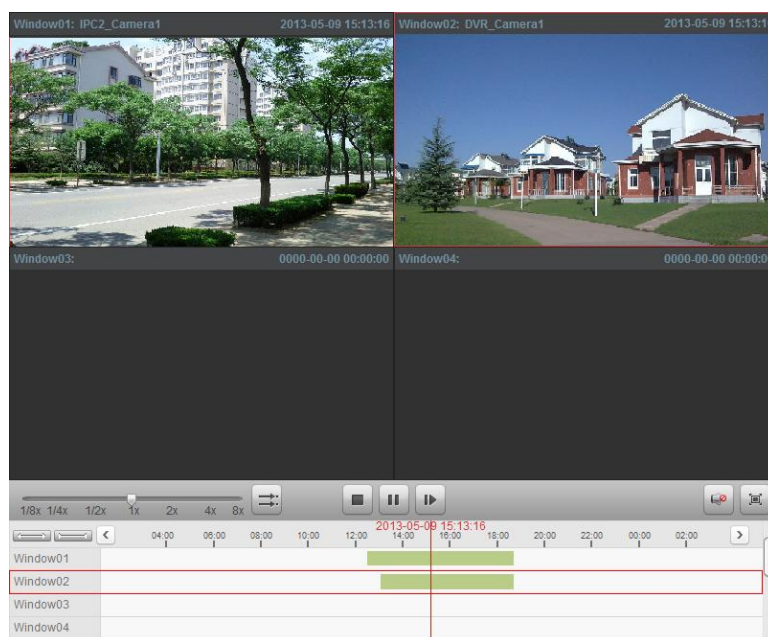 Window01: IPC2_Camera1 2013-05-09 15:13:16
Window02: DVR_Camera1 2013-05-09 15:13:1
Window03: 0000-00-00 00:00:00
Window04: 0000-00-00 00:00:0
1/8x 1/4x 1/2x 1x 2x 4x 8x
2013-05-09 15:13:16
04:00 06:00 08:00 10:00 12:00 14:00 16:00 18:00 20:00 22:00 00:00 02:00
Window01
Window02
Window03
Window04